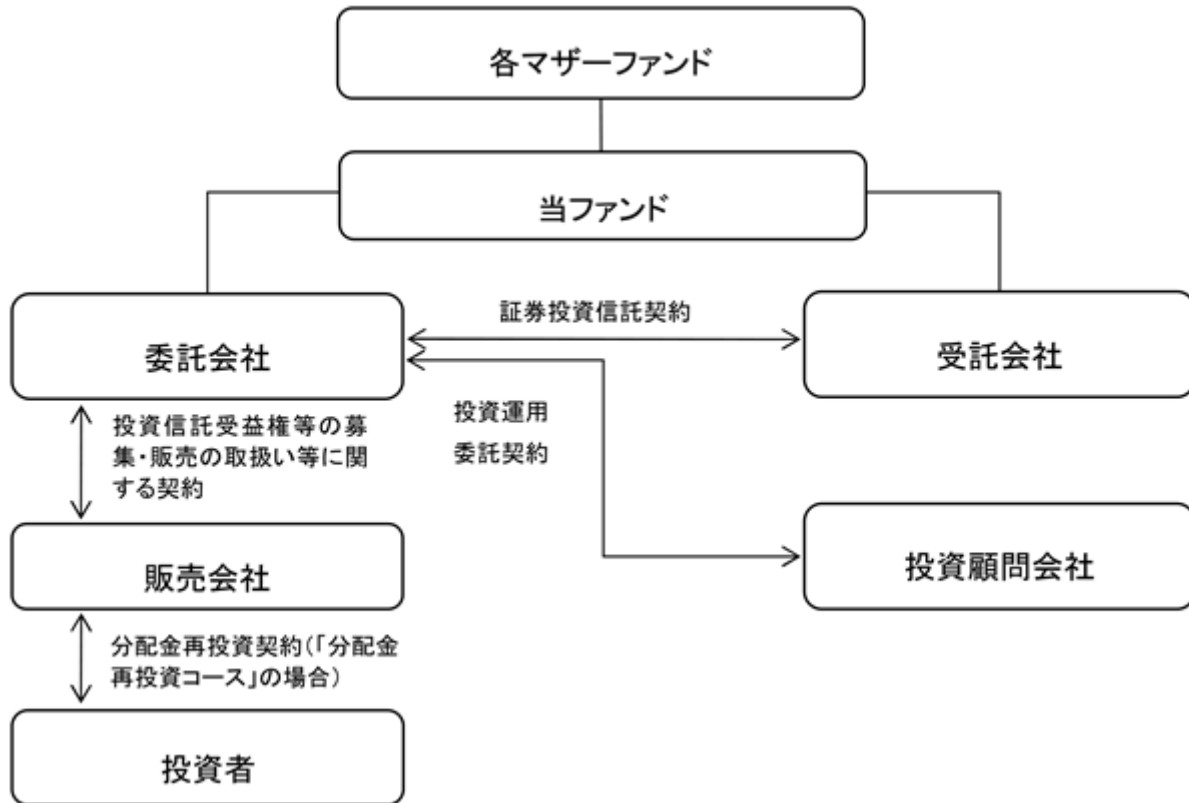 各マザーファンド
当ファンド
証券投資信託契約
委託会社
受託会社
投資信託受益権等の募
集・販売の取扱い等に関
する契約
投資運用
委託契約
販売会社
投資顧問会社
分配金再投資契約(「分配金
再投資コース」の場合)
投資者